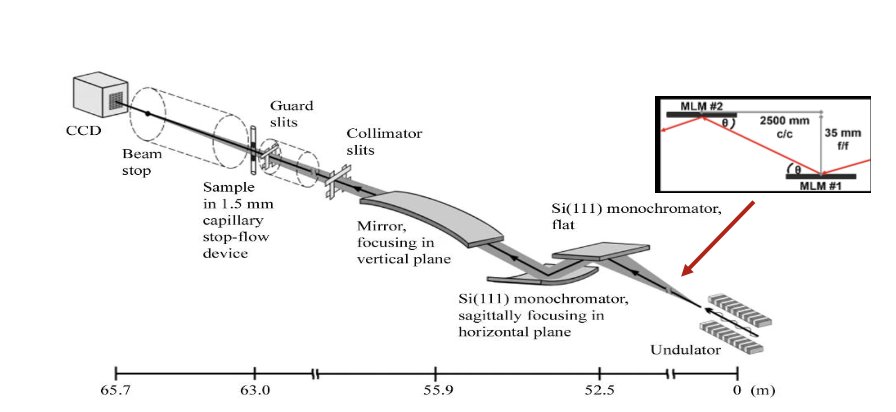 MLM #2
θ
2500 mm
c/c
35 mm
f/f
θ
MLM #1
CCD
Beam
stop
Guard
slits
Collimator
slits
Sample
in 1.5 mm
capillary
stop-flow
device
Mirror,
focusing in
vertical plane
Si(111) monochromator,
flat
Si(111) monochromator,
sagittally focusing in
horizontal plane
Undulator
65.7 63.0 55.9 52.5 0 (m)